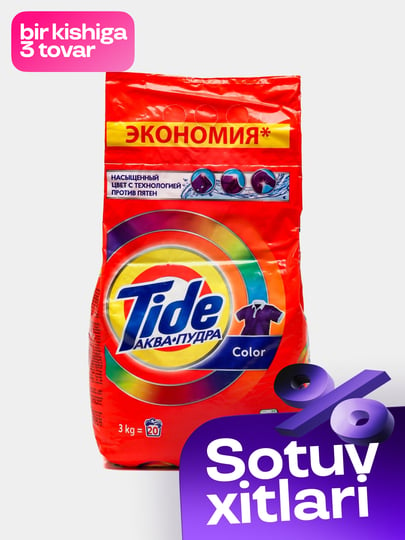 bir kishiga
3 tovar
ЭКОНОМИЯ*
НАСЫЩЕННЫЙ
ЦВЕТ С ТЕХНОЛОГИЕЙ
ПРОТИВ ПЯТЕН
Tide
АКВА-ПУДРА
Color
3 kg = 20
%
Sotuv
xitlari